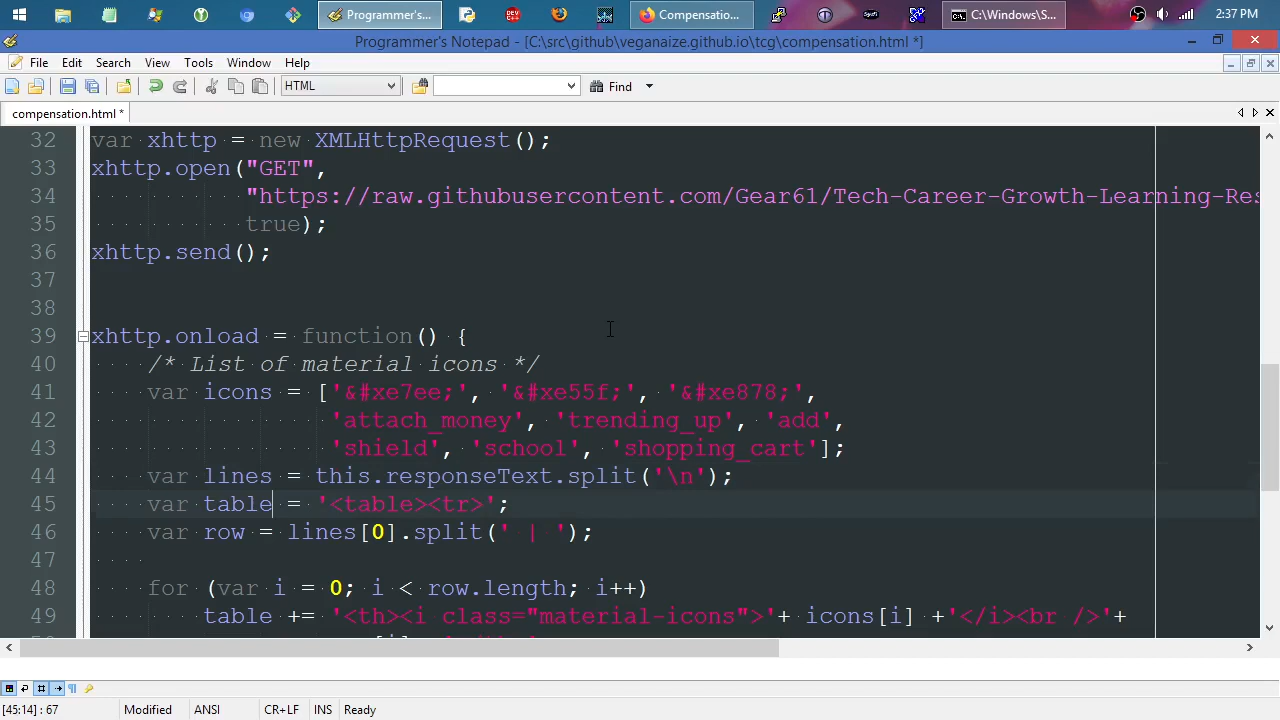 Programmer's...
Compensatio...
C:\Windows\S...
2:37 PM
Programmer's Notepad - [C:\src\github\veganaize.github.io\tcg\compensation.html *]
File Edit Search View Tools Window Help
HTML
Find
compensation.html *
32 var xhttp = new XMLHttpRequest();
33 xhttp.open("GET",
34 "https://raw.githubusercontent.com/Gear61/Tech-Career-Growth-Learning-Res
35 true);
36 xhttp.send();
37
38
39 xhttp.onload = function() {
40 /* List of material icons */
41 var icons = ['&#xe7ee;', '&#xe55f;', '&#xe878;',
42 'attach_money', 'trending_up', 'add',
43 'shield', 'school', 'shopping_cart'];
44 var lines = this.responseText.split('\n');
45 var table = '<table><tr>';
46 var row = lines[0].split(' | ');
47
48 for (var i = 0; i < row.length; i++)
49 table += '<th><i class="material-icons">'+ icons[i] +'</i><br />'+
[45:14] : 67 Modified ANSI CR+LF INS Ready